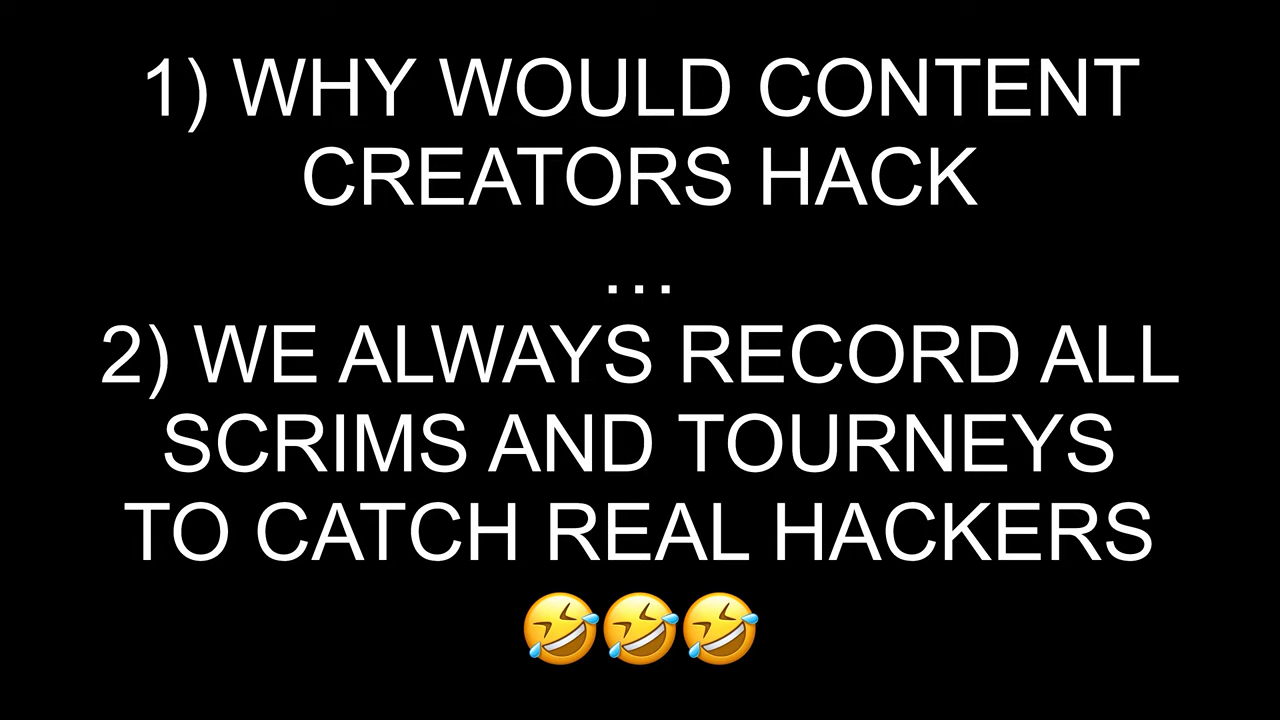 1) WHY WOULD CONTENT
CREATORS HACK
...
2) WE ALWAYS RECORD ALL
SCRIMS AND TOURNEYS
TO CATCH REAL HACKERS
🤣🤣🤣